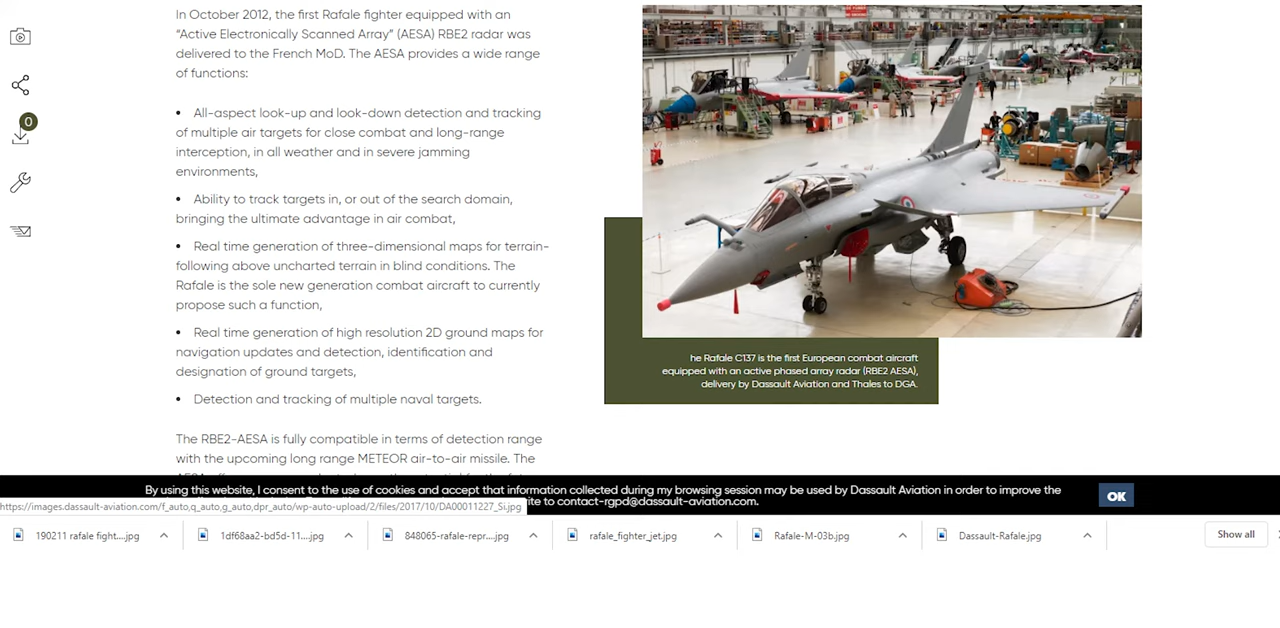 In October 2012, the first Rafale fighter equipped with an
“Active Electronically Scanned Array” (AESA) RBE2 radar was
delivered to the French MoD. The AESA provides a wide range
of functions:
• All-aspect look-up and look-down detection and tracking
of multiple air targets for close combat and long-range
interception, in all weather and in severe jamming
environments,
• Ability to track targets in, or out of the search domain,
bringing the ultimate advantage in air combat,
• Real time generation of three-dimensional maps for terrain-
following above uncharted terrain in blind conditions. The
Rafale is the sole new generation combat aircraft to currently
propose such a function,
• Real time generation of high resolution 2D ground maps for
navigation updates and detection, identification and
designation of ground targets,
• Detection and tracking of multiple naval targets.
The RBE2-AESA is fully compatible in terms of detection range
with the upcoming long range METEOR air-to-air missile. The
0
he Rafale C137 is the first European combat aircraft
equipped with an active phased array radar (RBE2 AESA),
delivery by Dassault Aviation and Thales to DGA.
By using this website, I consent to the use of cookies and accept that information collected during my browsing session may be used by Dassault Aviation in order to improve the
ite to contact-rgpd@dassault-aviation.com.
OK
https://images.dassault-aviation.com/f_auto,q_auto,g_auto,dpr_auto/wp-auto-upload/2/files/2017/10/DA00011227_Si.jpg
190211 rafale fight....jpg
1df68aa2-bd5d-11....jpg
848065-rafale-repr....jpg
rafale_fighter_jet.jpg
Rafale-M-03b.jpg
Dassault-Rafale.jpg
Show all